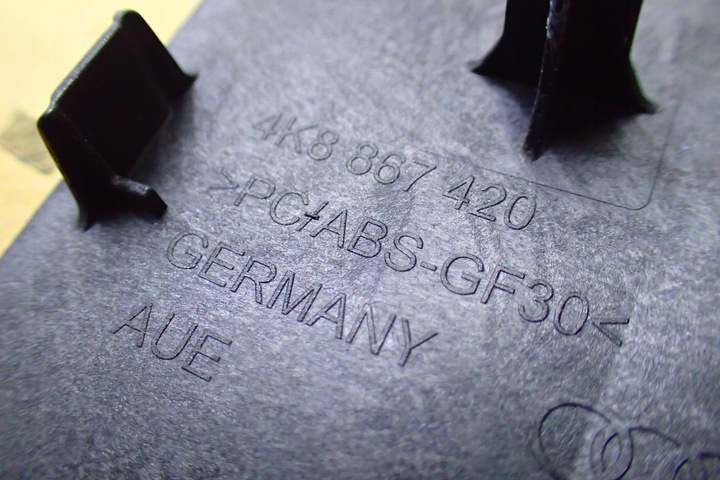 4K8 867 420
>PC+ABS-GF30<
GERMANY
AUE